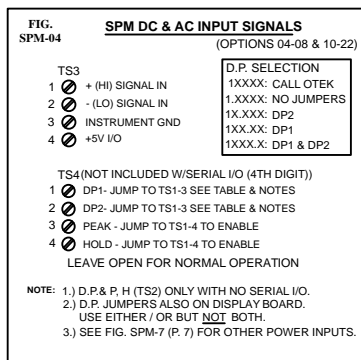 FIG. SPM-04
SPM DC & AC INPUT SIGNALS
(OPTIONS 04-08 & 10-22)
TS3
1 + (HI) SIGNAL IN
2 - (LO) SIGNAL IN
3 INSTRUMENT GND
4 +5V I/O
D.P. SELECTION
1XXXX: CALL OTEK
1.XXXX: NO JUMPERS
1X.XXX: DP2
1XX.XX: DP1
1XXX.X: DP1 & DP2
TS4(NOT INCLUDED W/SERIAL I/O (4TH DIGIT))
1 DP1- JUMP TO TS1-3 SEE TABLE & NOTES
2 DP2- JUMP TO TS1-3 SEE TABLE & NOTES
3 PEAK - JUMP TO TS1-4 TO ENABLE
4 HOLD - JUMP TO TS1-4 TO ENABLE
LEAVE OPEN FOR NORMAL OPERATION
NOTE: 1.) D.P.& P, H (TS2) ONLY WITH NO SERIAL I/O.
2.) D.P. JUMPERS ALSO ON DISPLAY BOARD.
USE EITHER / OR BUT NOT BOTH.
3.) SEE FIG. SPM-7 (P. 7) FOR OTHER POWER INPUTS.